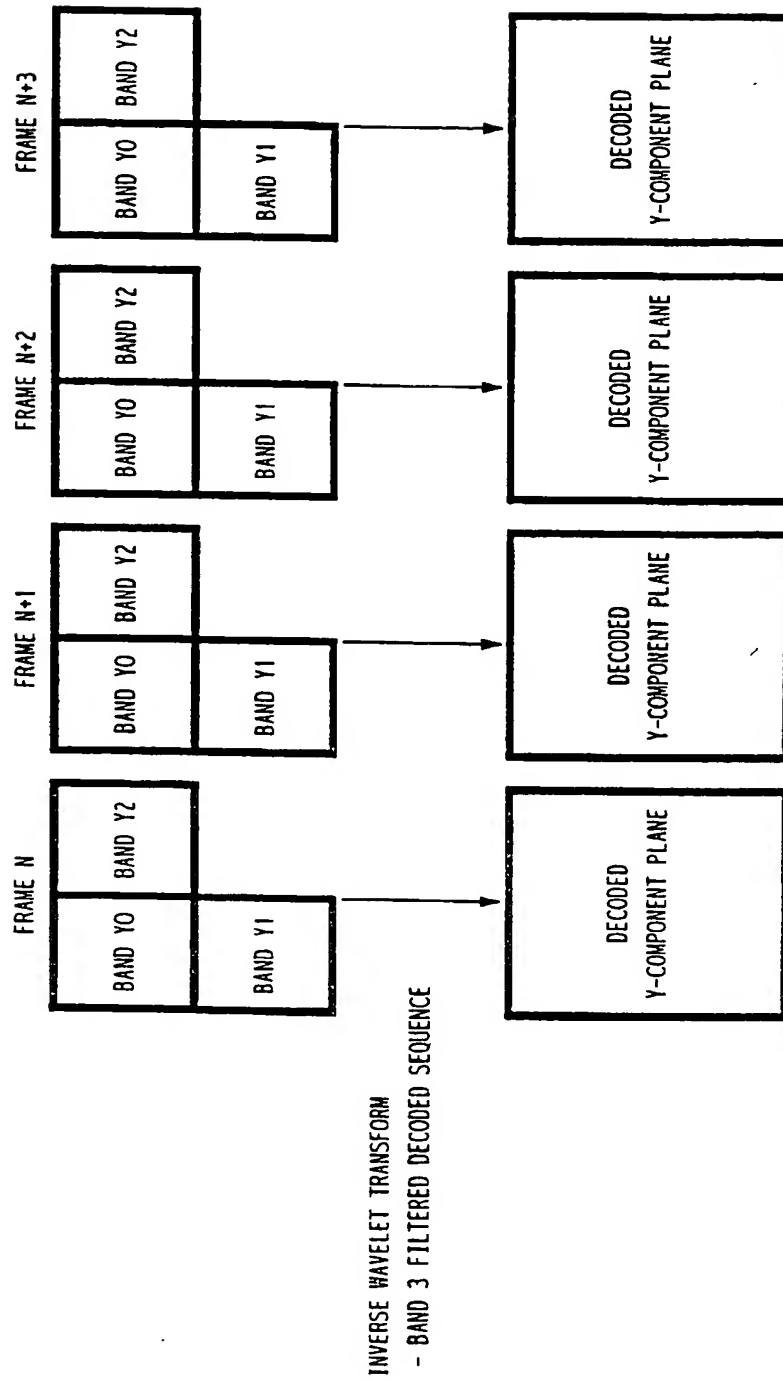 FRAME N
FRAME N+1
FRAME N+2
FRAME N+3
BAND Y0
BAND Y2
BAND Y0
BAND Y2
BAND Y0
BAND Y2
BAND Y0
BAND Y2
BAND Y1
BAND Y1
BAND Y1
BAND Y1
INVERSE WAVELET TRANSFORM
- BAND 3 FILTERED DECODED SEQUENCE
DECODED
Y-COMPONENT PLANE
DECODED
Y-COMPONENT PLANE
DECODED
Y-COMPONENT PLANE
DECODED
Y-COMPONENT PLANE